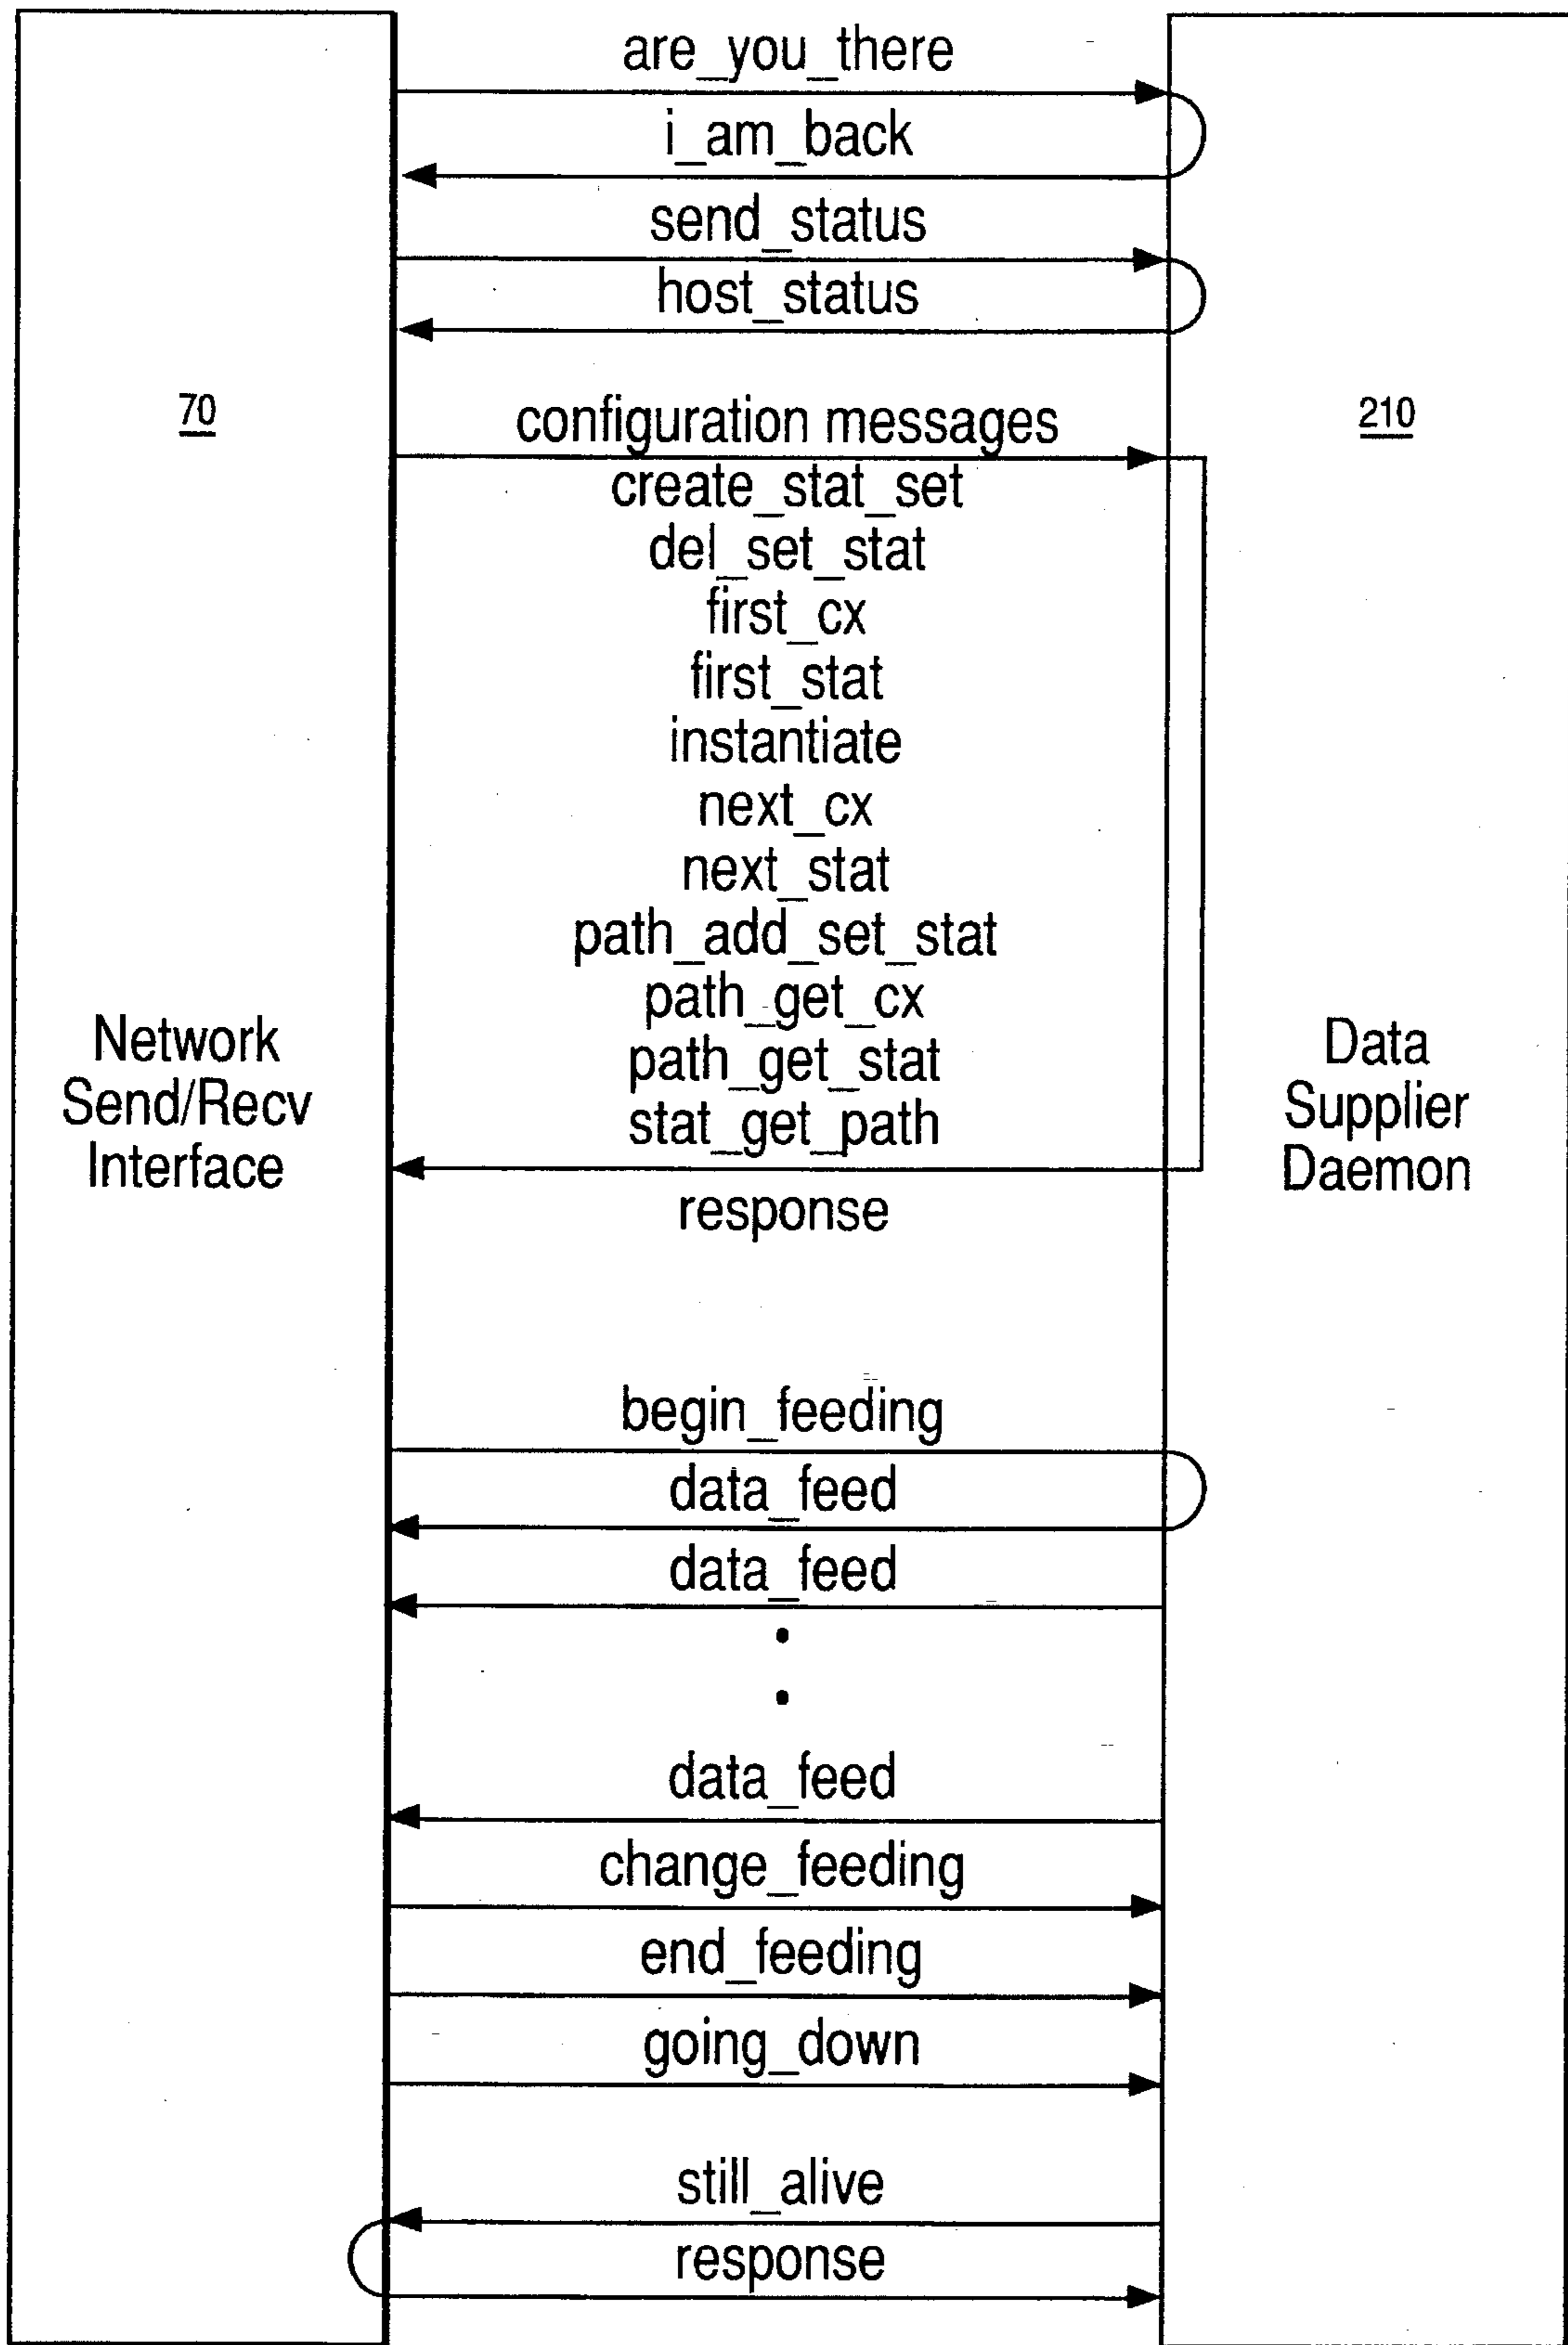 are_you_there
i_am_back
send_status
host_status
70
configuration messages
210
create_stat_set
del_set_stat
first_cx
first_stat
instantiate
next_cx
next_stat
path_add_set_stat
path_get_cx
path_get_stat
stat_get_path
Network
Send/Recv
Interface
Data
Supplier
Daemon
response
begin_feeding
data_feed
data_feed
data_feed
change_feeding
end_feeding
going_down
still_alive
response